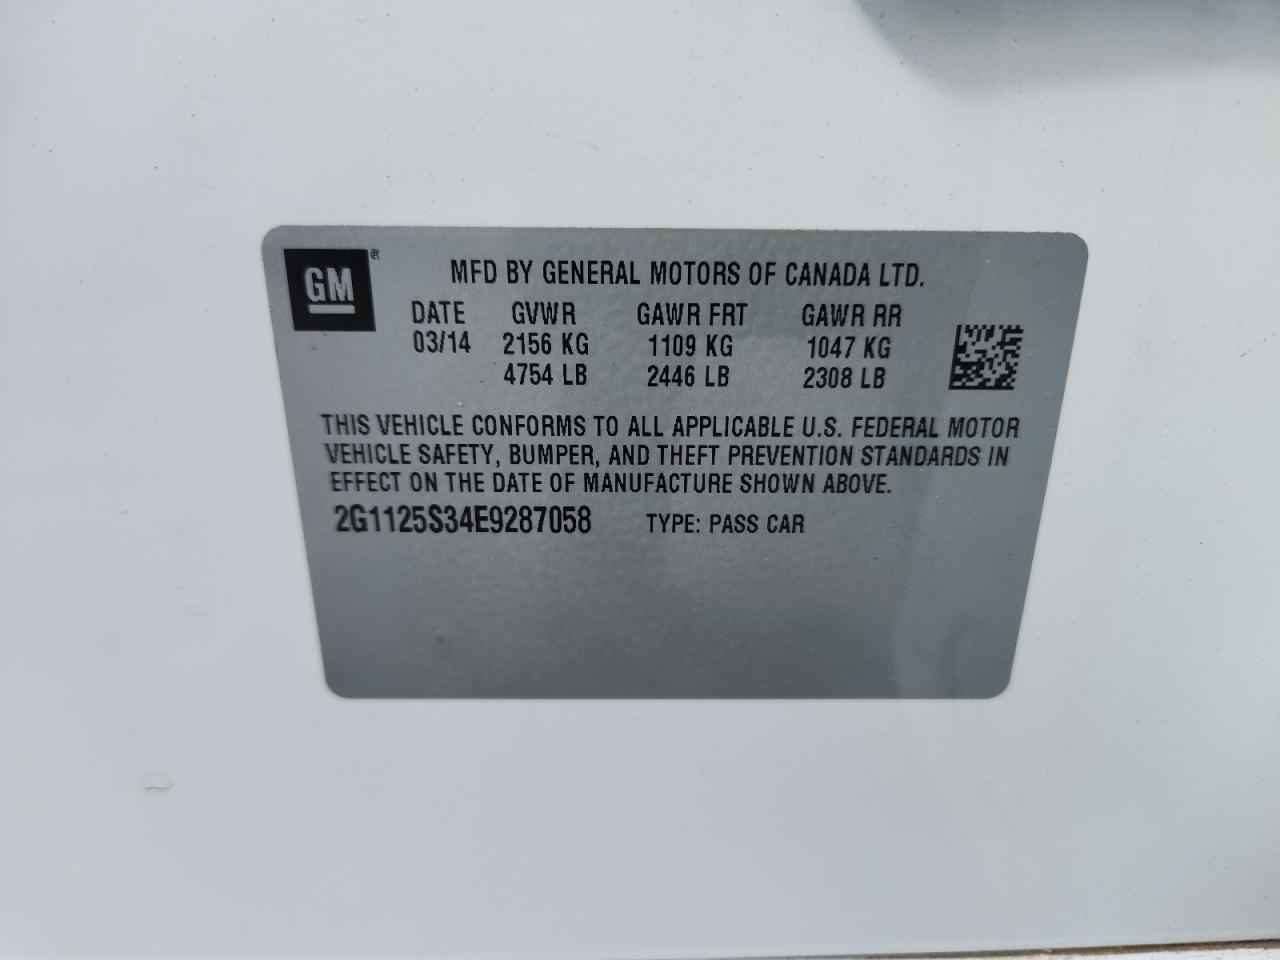 GM®
MFD BY GENERAL MOTORS OF CANADA LTD.
DATE GVWR GAWR FRT GAWR RR
03/14 2156 KG 1109 KG 1047 KG
4754 LB 2446 LB 2308 LB
THIS VEHICLE CONFORMS TO ALL APPLICABLE U.S. FEDERAL MOTOR
VEHICLE SAFETY, BUMPER, AND THEFT PREVENTION STANDARDS IN
EFFECT ON THE DATE OF MANUFACTURE SHOWN ABOVE.
2G1125S34E9287058 TYPE: PASS CAR